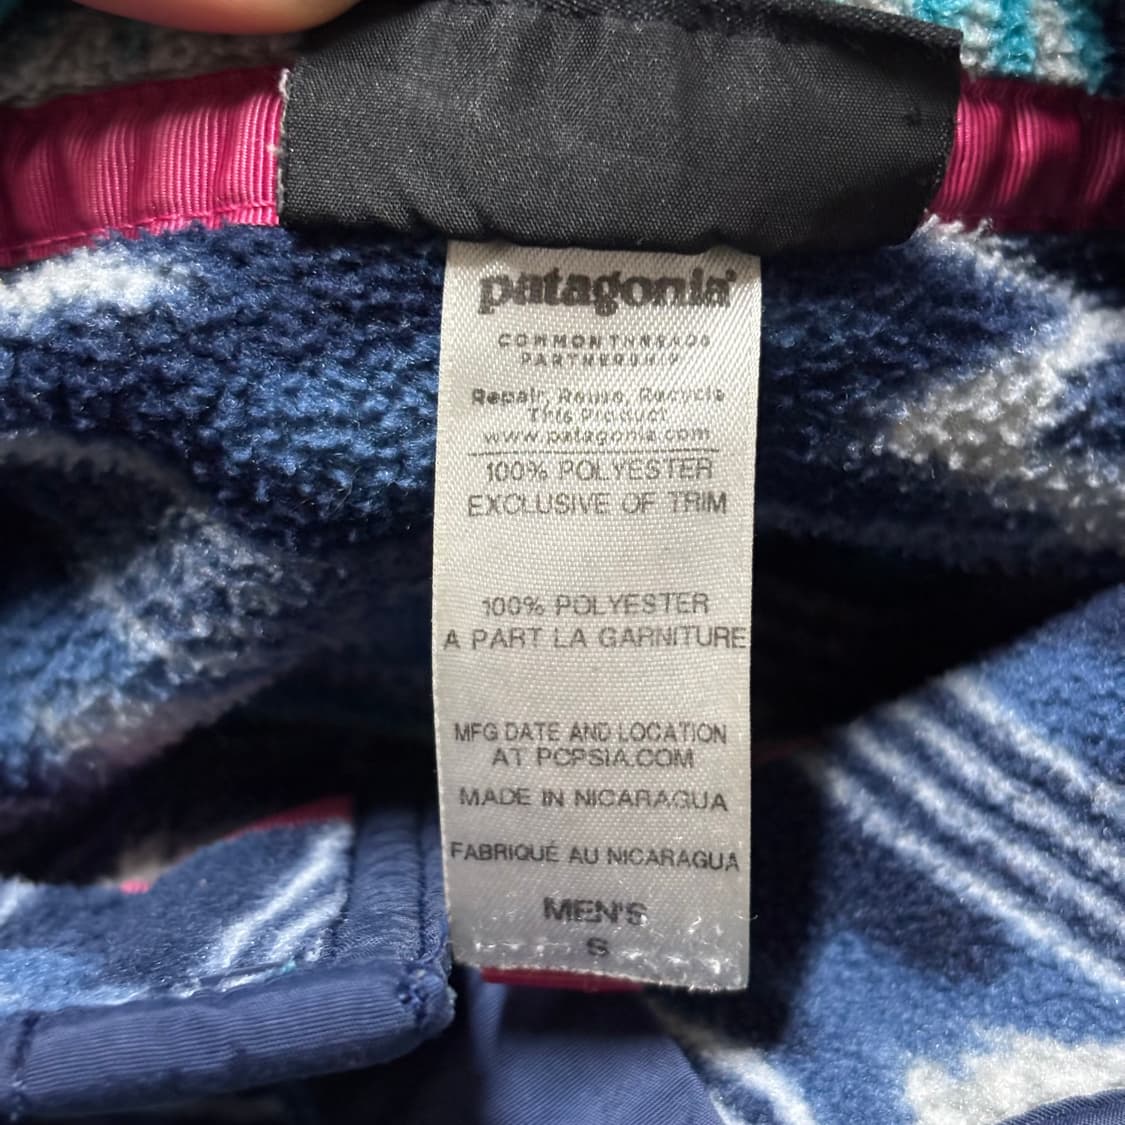 patagonia®
COMMON THREADS
PARTNERSHIP
Repair, Reuse, Recycle
This Product
www.patagonia.com
100% POLYESTER
EXCLUSIVE OF TRIM
100% POLYESTER
A PART LA GARNITURE
MFG DATE AND LOCATION
AT PCPSIA.COM
MADE IN NICARAGUA
FABRIQUÉ AU NICARAGUA
MEN'S
S